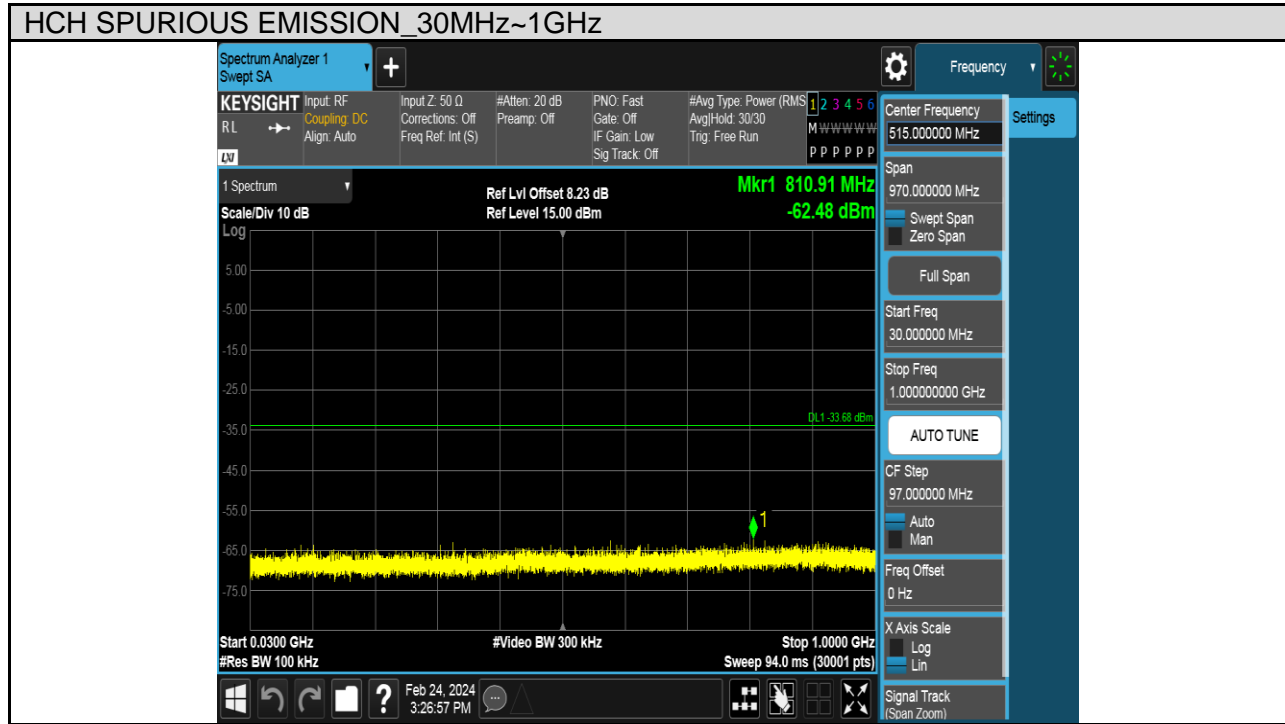 HCH SPURIOUS EMISSION_30MHz~1GHz
Spectrum Analyzer 1
Swept SA
+
Frequency
KEYSIGHT
R L
LXI
Input: RF
Coupling: DC
Align: Auto
Input Z: 50 Ω
Corrections: Off
Freq Ref: Int (S)
#Atten: 20 dB
Preamp: Off
PNO: Fast
Gate: Off
IF Gain: Low
Sig Track: Off
#Avg Type: Power (RMS
Avg|Hold: 30/30
Trig: Free Run
1 2 3 4 5 6
M W W W W W
P P P P P P
1 Spectrum
Scale/Div 10 dB
Log
Ref Lvl Offset 8.23 dB
Ref Level 15.00 dBm
Mkr1 810.91 MHz
-62.48 dBm
5.00
-5.00
-15.0
-25.0
DL1 -33.68 dBm
-35.0
-45.0
-55.0
1
-65.0
-75.0
Start 0.0300 GHz
#Res BW 100 kHz
#Video BW 300 kHz
Stop 1.0000 GHz
Sweep 94.0 ms (30001 pts)
Center Frequency
515.000000 MHz
Settings
Span
970.000000 MHz
Swept Span
Zero Span
Full Span
Start Freq
30.000000 MHz
Stop Freq
1.000000000 GHz
AUTO TUNE
CF Step
97.000000 MHz
Auto
Man
Freq Offset
0 Hz
X Axis Scale
Log
Lin
Signal Track
(Span Zoom)
?
Feb 24, 2024
3:26:57 PM